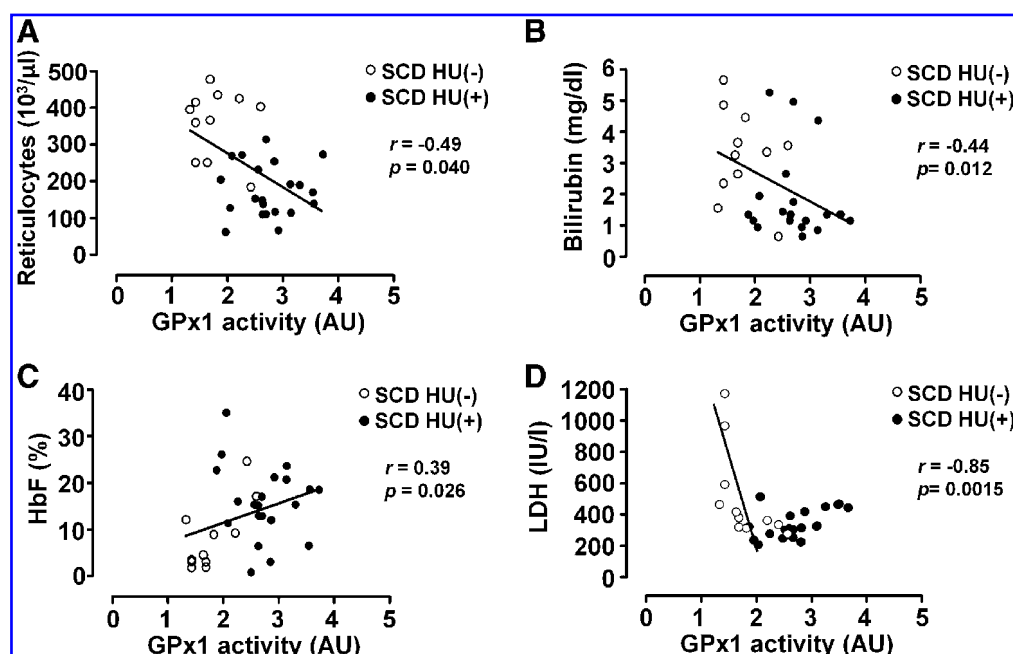 A
○ SCD HU(-)
● SCD HU(+)
r = -0.49
p = 0.040
Reticulocytes (10³/µl)
500
400
300
200
100
0
0 1 2 3 4 5
GPx1 activity (AU)
B
○ SCD HU(-)
● SCD HU(+)
r = -0.44
p= 0.012
Bilirubin (mg/dl)
6
5
4
3
2
1
0
0 1 2 3 4 5
GPx1 activity (AU)
C
○ SCD HU(-)
● SCD HU(+)
r = 0.39
p = 0.026
HbF (%)
40
30
20
10
0
0 1 2 3 4 5
GPx1 activity (AU)
D
○ SCD HU(-)
● SCD HU(+)
r = -0.85
p= 0.0015
LDH (IU/l)
1200
1000
800
600
400
200
0
0 1 2 3 4 5
GPx1 activity (AU)